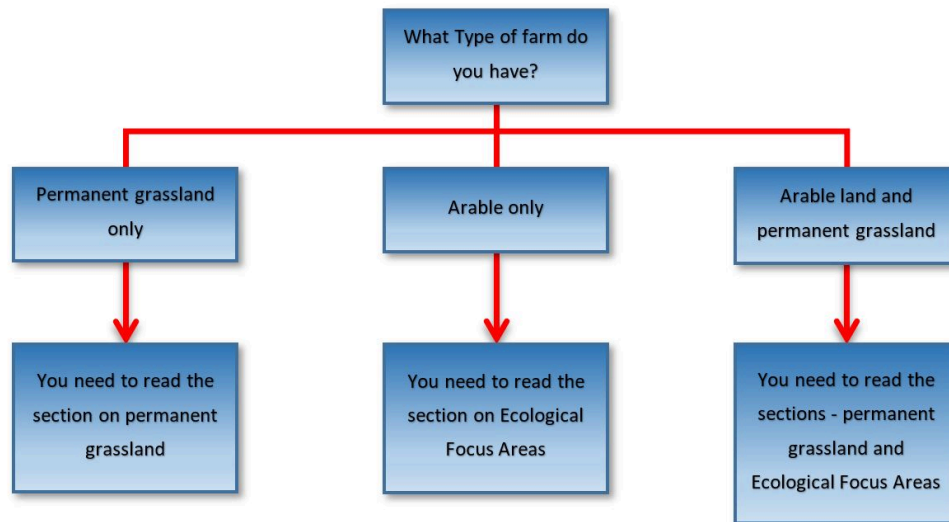 What Type of farm do
you have?
Permanent grassland
only
Arable only
Arable land and
permanent grassland
You need to read the
section on permanent
grassland
You need to read the
section on Ecological
Focus Areas
You need to read the
sections - permanent
grassland and
Ecological Focus Areas